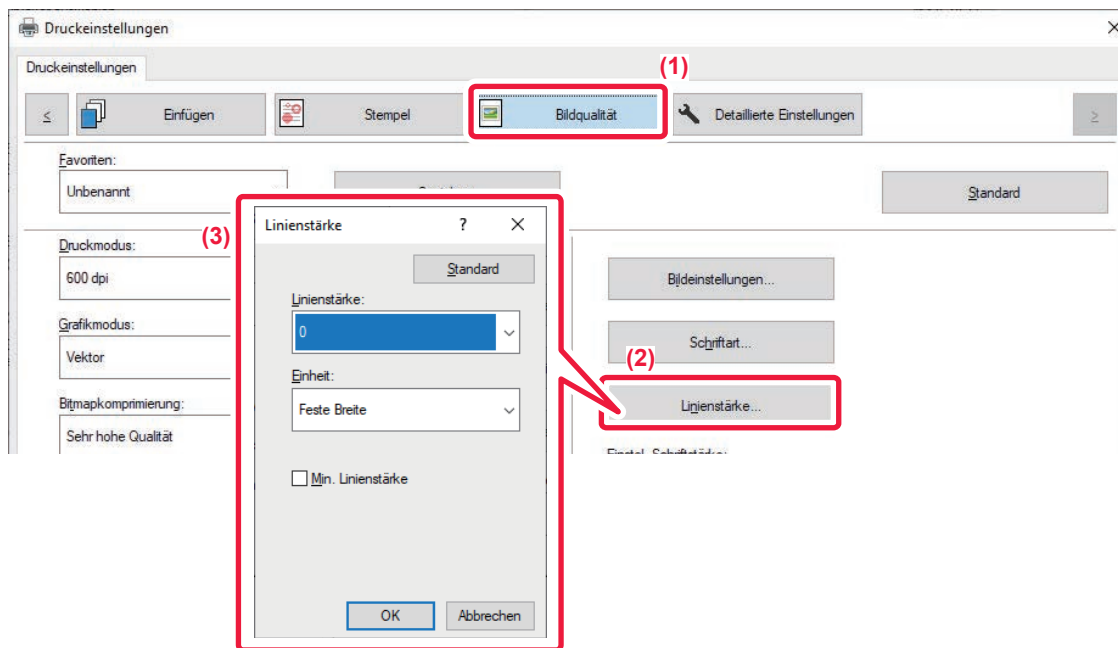 Druckeinstellungen
Druckeinstellungen
(1)
< Einfügen Stempel Bildqualität Detaillierte Einstellungen >
Favoriten:
Unbenannt
Standard
(3)
Linienstärke ? ×
Standard
Linienstärke:
0
Einheit:
Feste Breite
Min. Linienstärke
OK Abbrechen
Druckmodus:
600 dpi
Grafikmodus:
Vektor
Bitmapkomprimierung:
Sehr hohe Qualität
Bildeinstellungen...
Schriftart...
(2)
Linienstärke...